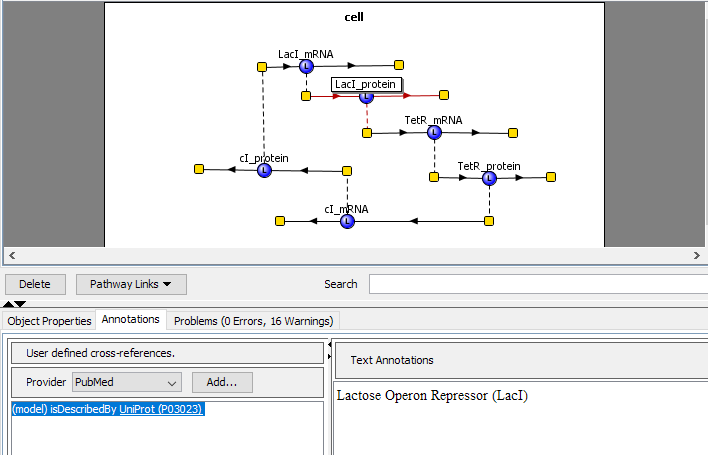 cell
LacI_mRNA
L
LacI_protein
L
TetR_mRNA
L
cI_protein
L
TetR_protein
L
cI_mRNA
L
Delete
Pathway Links
Search
Object Properties
Annotations
Problems (0 Errors, 16 Warnings)
User defined cross-references.
Text Annotations
Provider PubMed Add...
(model) isDescribedBy UniProt (P03023)
Lactose Operon Repressor (LacI)